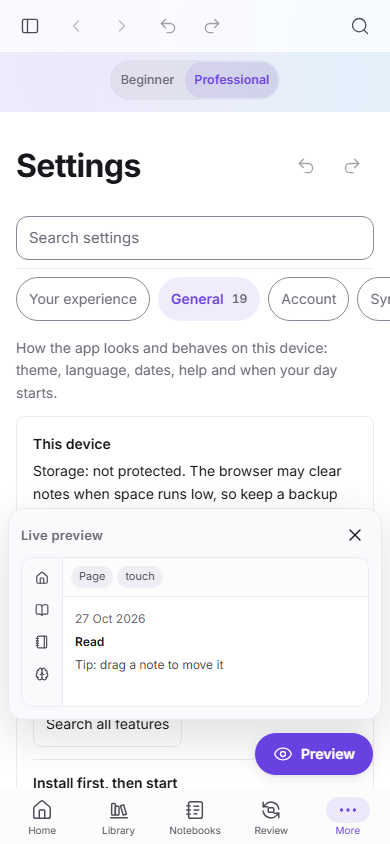 Beginner
Professional
Settings
Search settings
Your experience
General 19
Account
How the app looks and behaves on this device:
theme, language, dates, help and when your day
starts.
This device
Storage: not protected. The browser may clear
notes when space runs low, so keep a backup
Live preview
Page
touch
27 Oct 2026
Read
Tip: drag a note to move it
Search all features
Preview
Install first, then start
Home
Library
Notebooks
Review
More